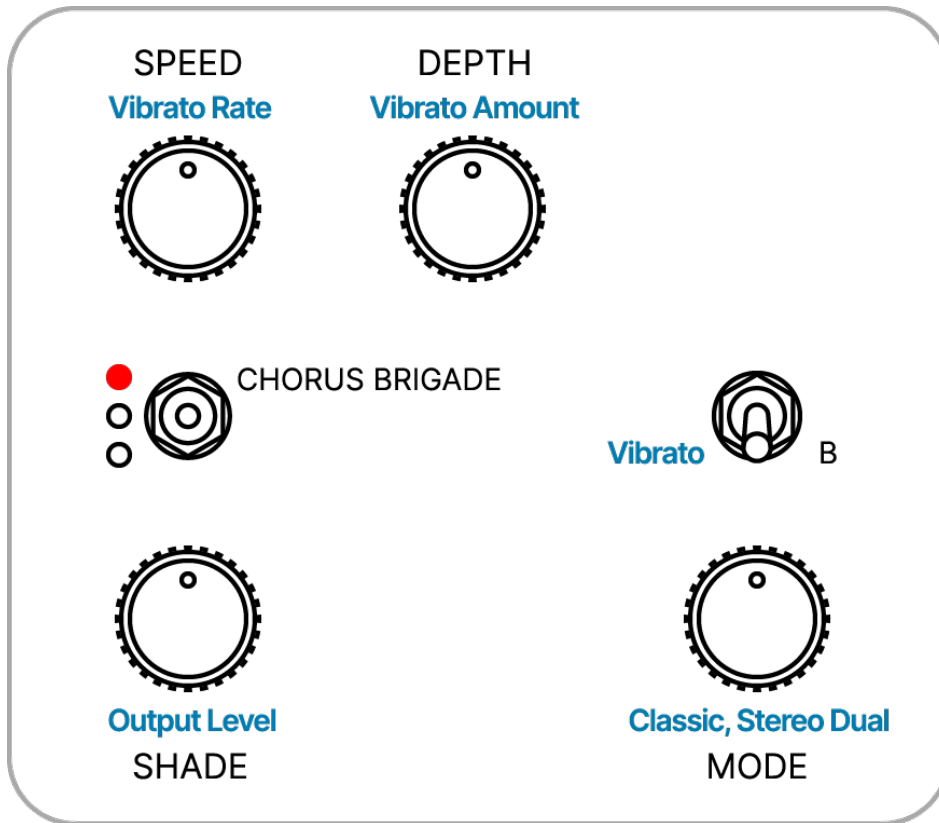 SPEED
Vibrato Rate
DEPTH
Vibrato Amount
CHORUS BRIGADE
Vibrato
B
Output Level
SHADE
Classic, Stereo Dual
MODE